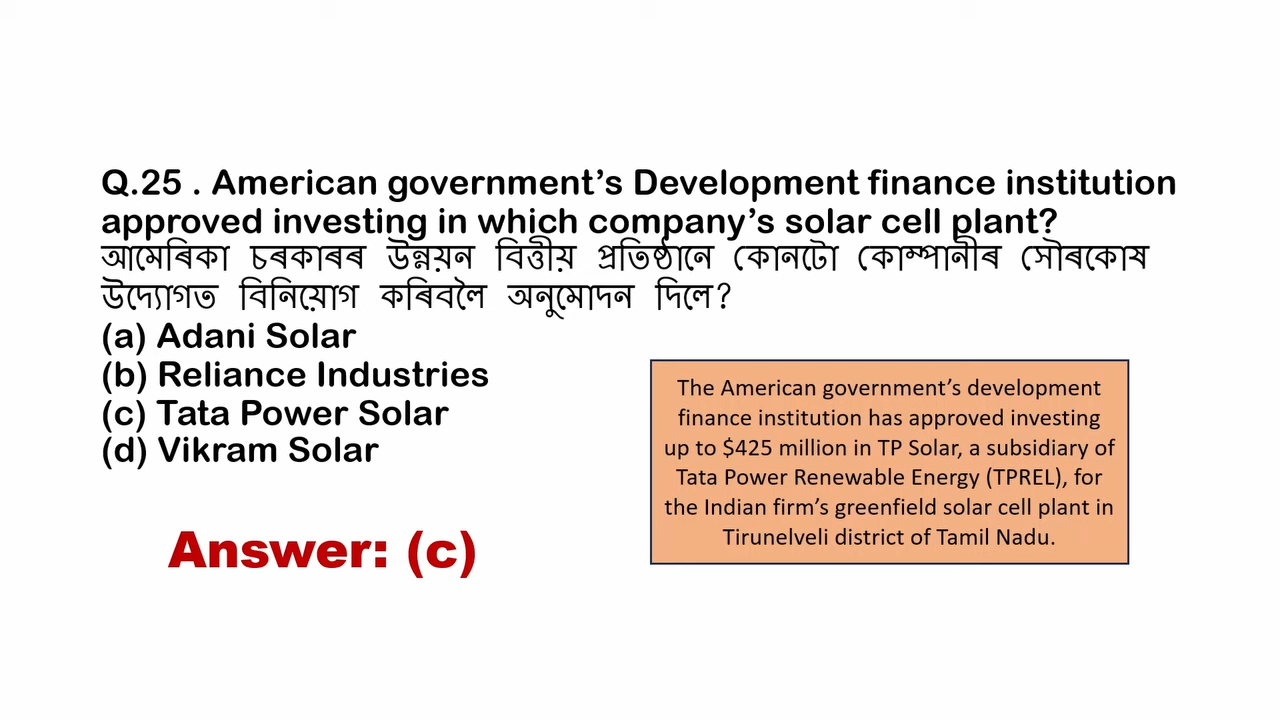 Q.25 . American government’s Development finance institution
approved investing in which company’s solar cell plant?
আমেৰিকা চৰকাৰৰ উন্নয়ন বিত্তীয় প্ৰতিষ্ঠানে কোনটো কোম্পানীৰ সৌৰকোষ
উদ্যোগত বিনিয়োগ কৰিবলৈ অনুমোদন দিলে?
(a) Adani Solar
(b) Reliance Industries
(c) Tata Power Solar
(d) Vikram Solar
The American government’s development
finance institution has approved investing
up to $425 million in TP Solar, a subsidiary of
Tata Power Renewable Energy (TPREL), for
the Indian firm’s greenfield solar cell plant in
Tirunelveli district of Tamil Nadu.
Answer: (c)